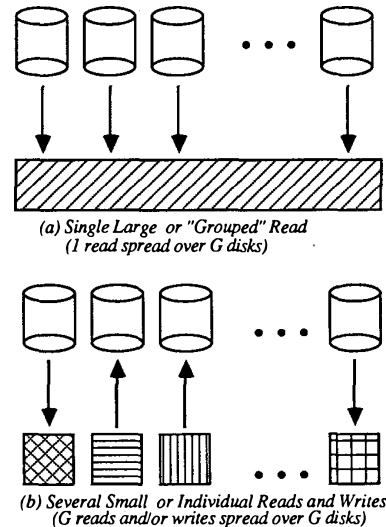 (a) Single Large or "Grouped" Read
(1 read spread over G disks)
(b) Several Small or Individual Reads and Writes
(G reads and/or writes spread over G disks)